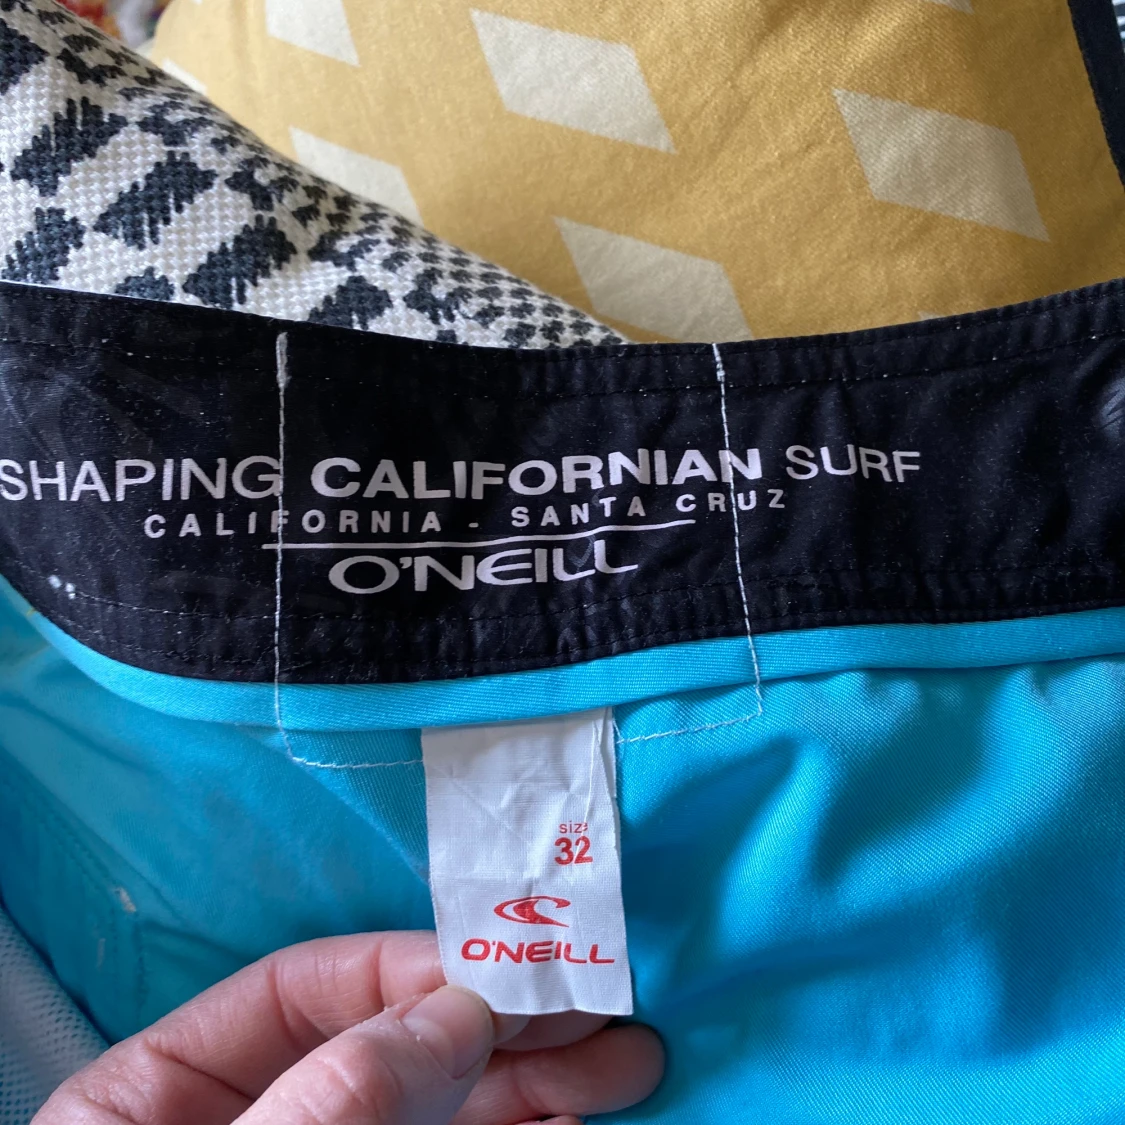 SHAPING CALIFORNIAN SURF
CALIFORNIA - SANTA CRUZ
O'NEILL
size
32
O'NEILL